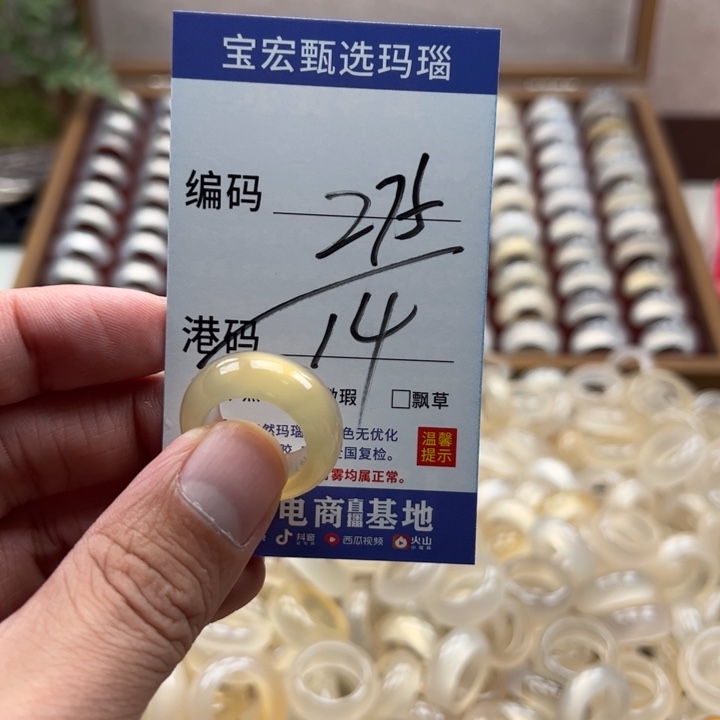 宝宏甄选玛瑙
编码 275
港码 14
瑕 □飘草
然玛瑙 色无优化
温馨
提示
国复检。
雾均属正常。
电商直播基地
抖音 西瓜视频 火山